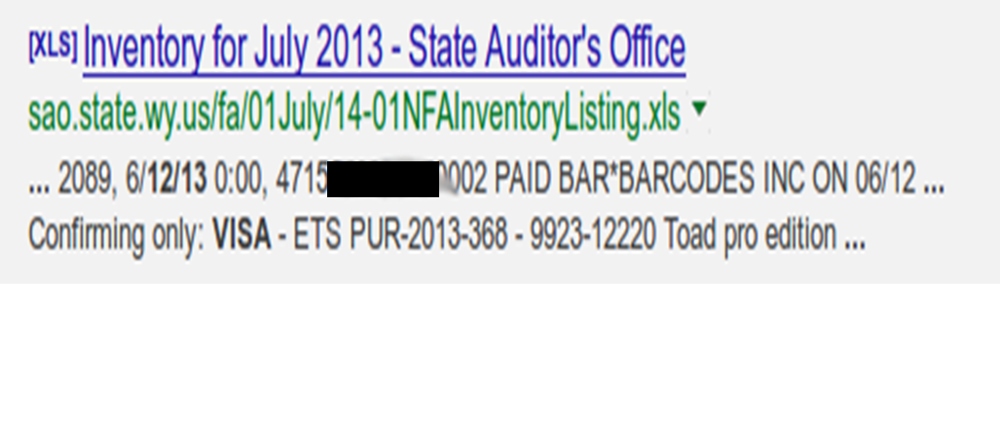 [XLS] Inventory for July 2013 - State Auditor's Office
sao.state.wy.us/fa/01July/14-01NFAInventoryListing.xls
... 2089, 6/12/13 0:00, 4715 002 PAID BAR*BARCODES INC ON 06/12 ...
Confirming only: VISA - ETS PUR-2013-368 - 9923-12220 Toad pro edition ...